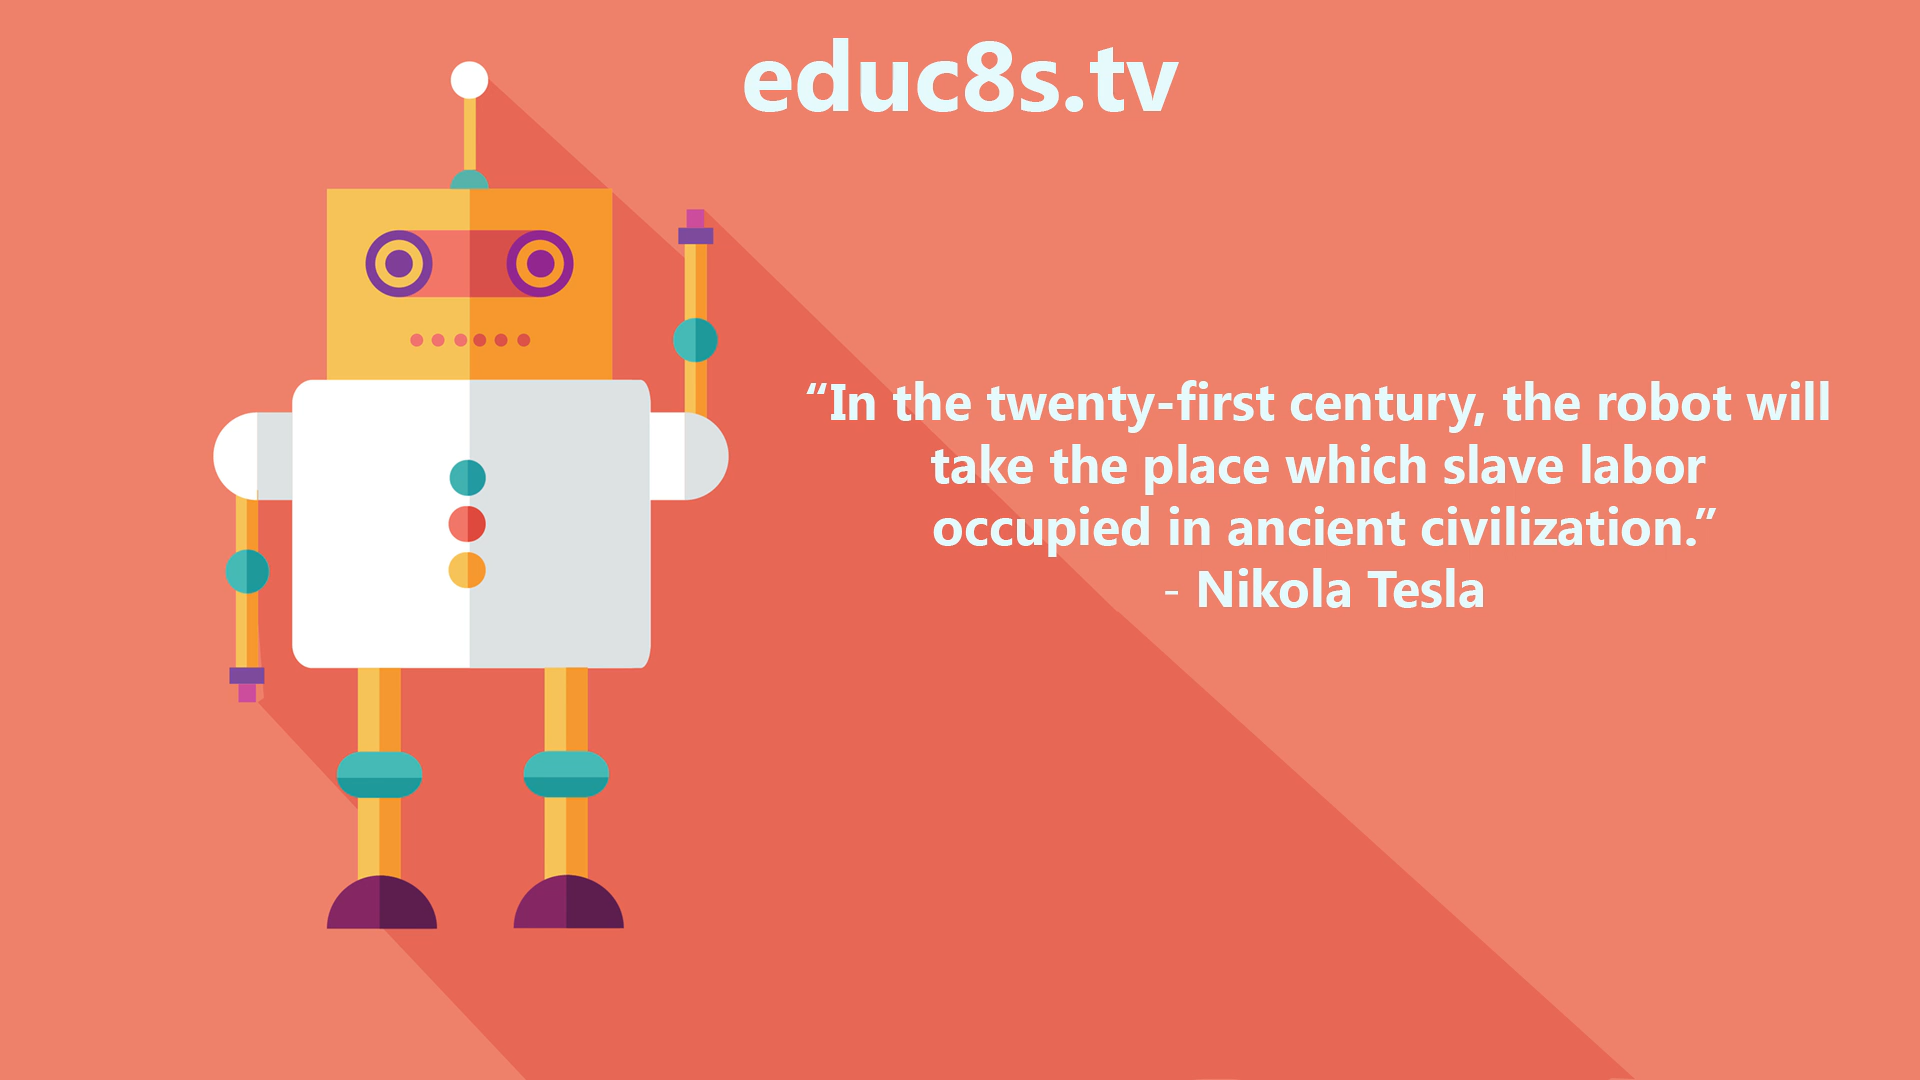 educ8s.tv
“In the twenty-first century, the robot will
take the place which slave labor
occupied in ancient civilization.”
- Nikola Tesla